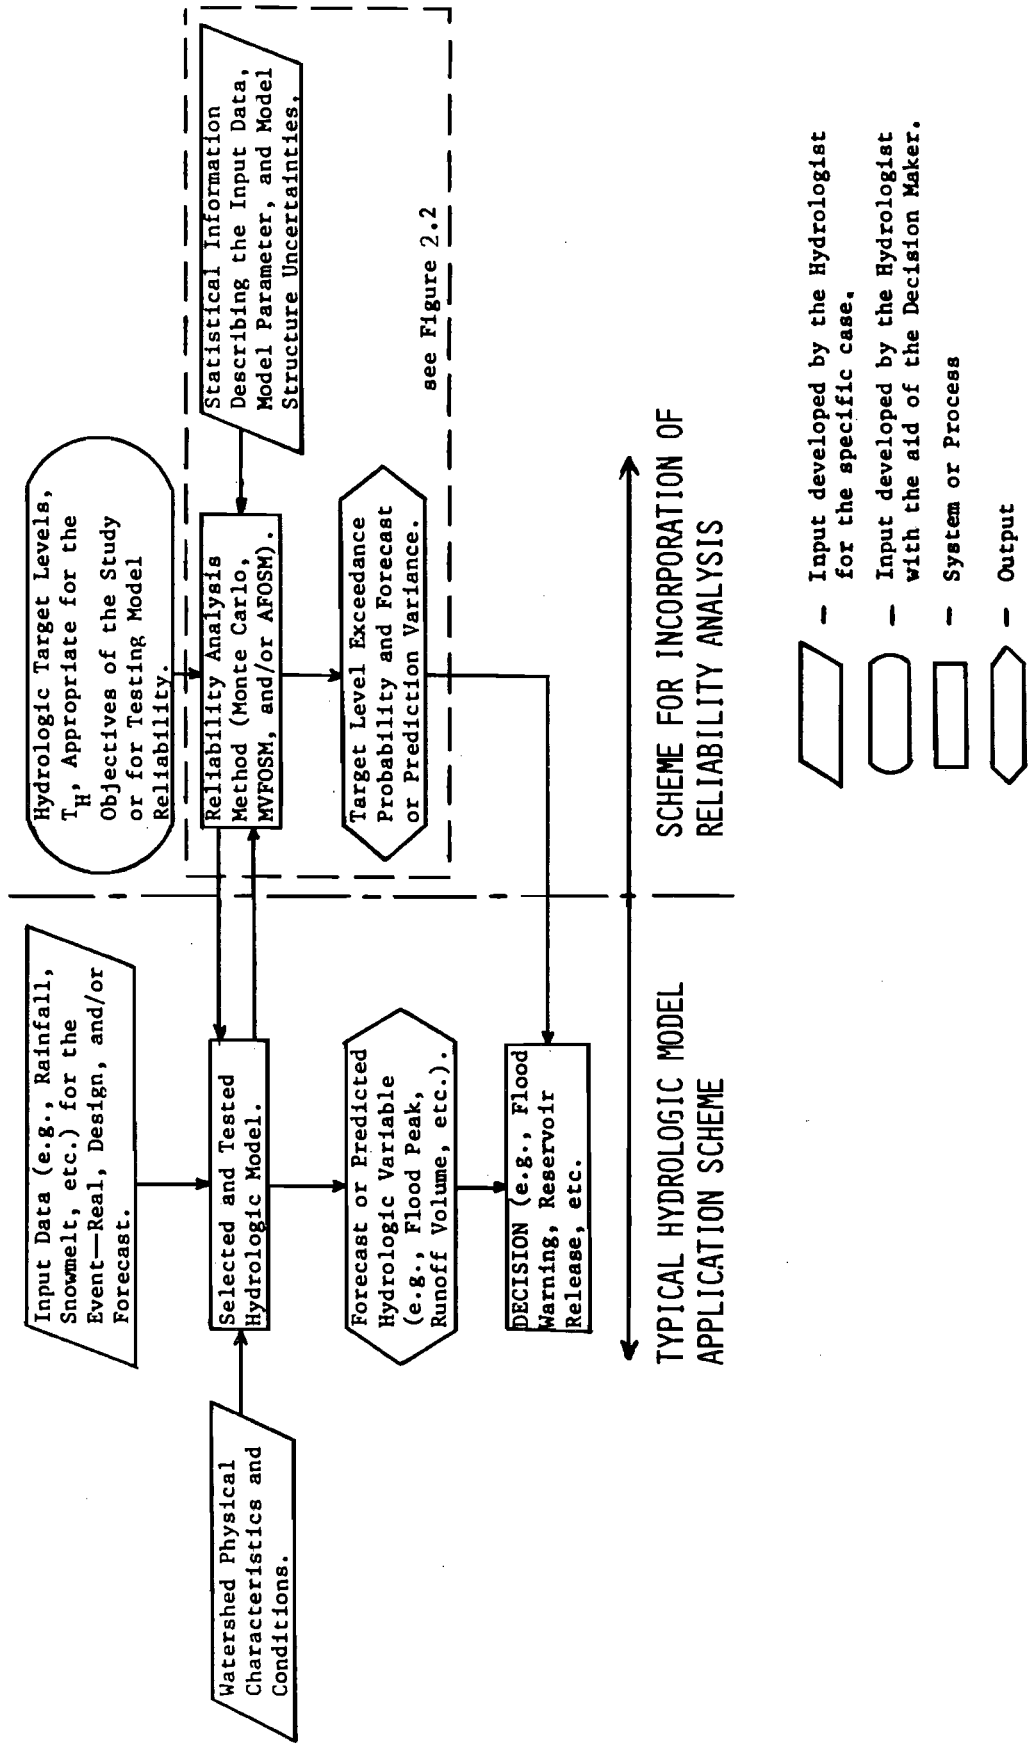 Input Data (e.g., Rainfall,
Snowmelt, etc.) for the
Event—Real, Design, and/or
Forecast.
Watershed Physical
Characteristics and
Conditions.
Selected and Tested
Hydrologic Model.
Forecast or Predicted
Hydrologic Variable
(e.g., Flood Peak,
Runoff Volume, etc.).
DECISION (e.g., Flood
Warning, Reservoir
Release, etc.
Hydrologic Target Levels,
TH, Appropriate for the
Objectives of the Study
or for Testing Model
Reliability.
Reliability Analysis
Method (Monte Carlo,
MVFOSM, and/or AFOSM).
Statistical Information
Describing the Input Data,
Model Parameter, and Model
Structure Uncertainties.
Target Level Exceedance
Probability and Forecast
or Prediction Variance.
see Figure 2.2
TYPICAL HYDROLOGIC MODEL
APPLICATION SCHEME
SCHEME FOR INCORPORATION OF
RELIABILITY ANALYSIS
— Input developed by the Hydrologist
for the specific case.
— Input developed by the Hydrologist
with the aid of the Decision Maker.
— System or Process
— Output